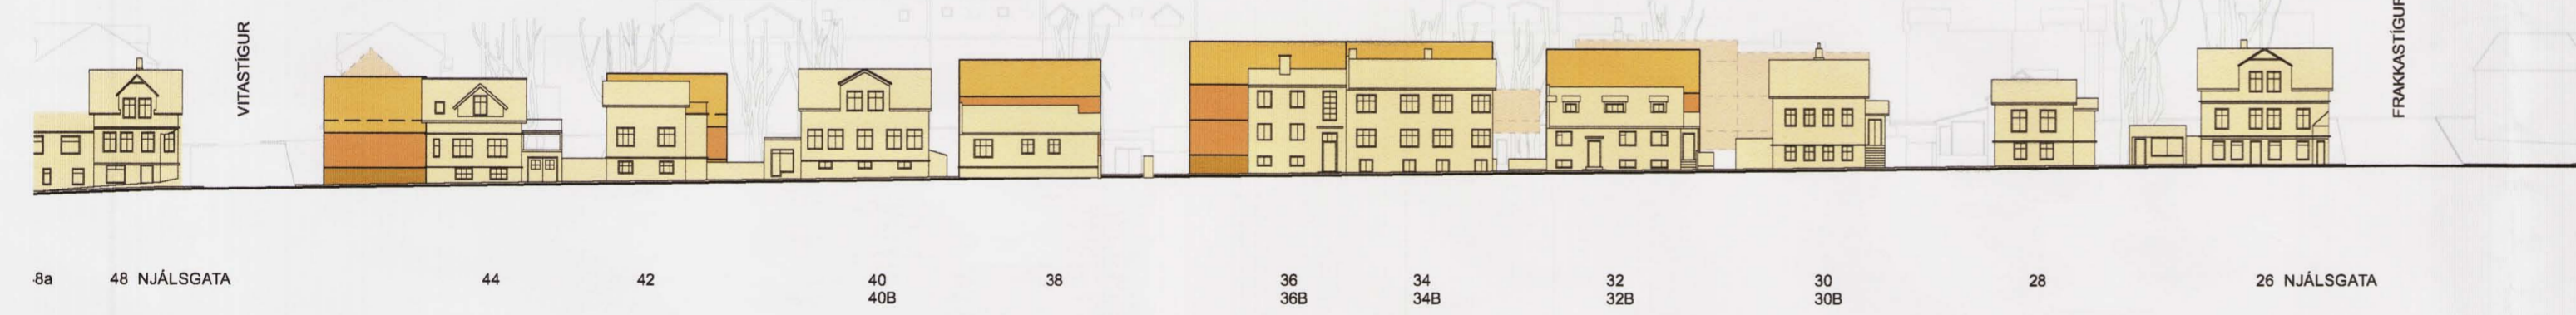 VITASTÍGUR
FRAKKASTÍGUR
8a 48 NJÁLSGATA 44 42 40 38 36 34 32 30 28 26 NJÁLSGATA
40B 36B 34B 32B 30B